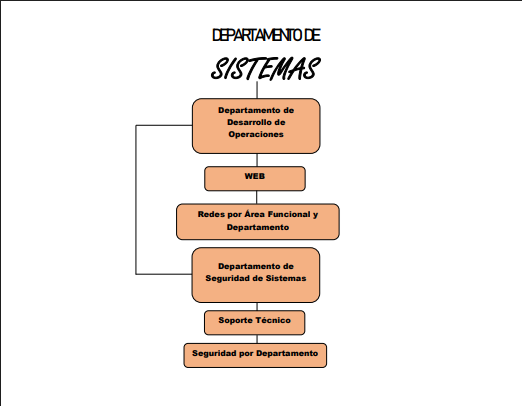 DEPARTAMENTO DE
SISTEMAS
Departamento de
Desarrollo de
Operaciones
WEB
Redes por Área Funcional y
Departamento
Departamento de
Seguridad de Sistemas
Soporte Técnico
Seguridad por Departamento